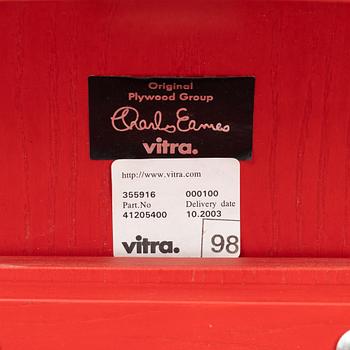 Original
Plywood Group
Charles Eames
vitra.
http://www.vitra.com
355916 000100
Part.No Delivery date
41205400 10.2003
vitra. 98